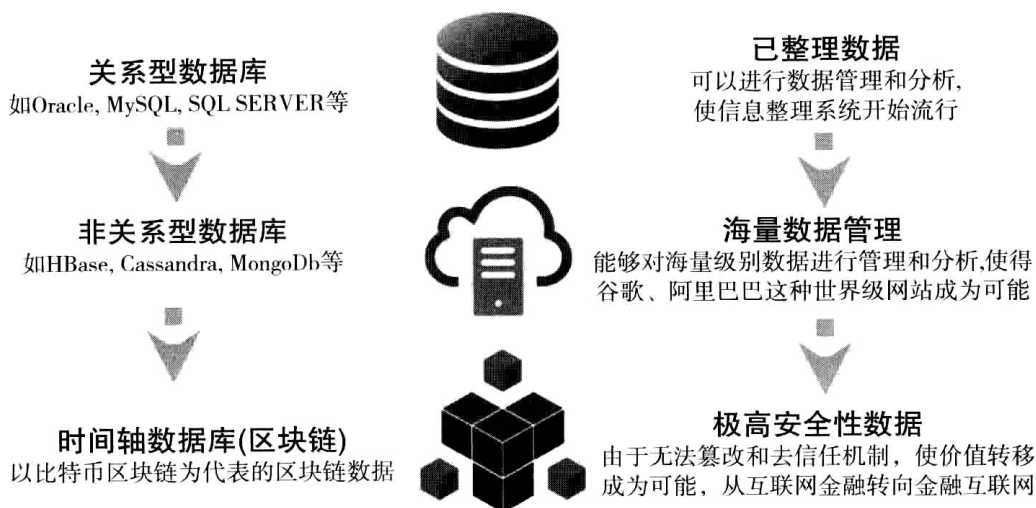 关系型数据库
如Oracle, MySQL, SQL SERVER等
已整理数据
可以进行数据管理和分析,
使信息整理系统开始流行
非关系型数据库
如HBase, Cassandra, MongoDb等
海量数据管理
能够对海量级别数据进行管理和分析,使得
谷歌、阿里巴巴这种世界级网站成为可能
时间轴数据库(区块链)
以比特币区块链为代表的区块链数据
极高安全性数据
由于无法篡改和去信任机制，使价值转移
成为可能，从互联网金融转向金融互联网